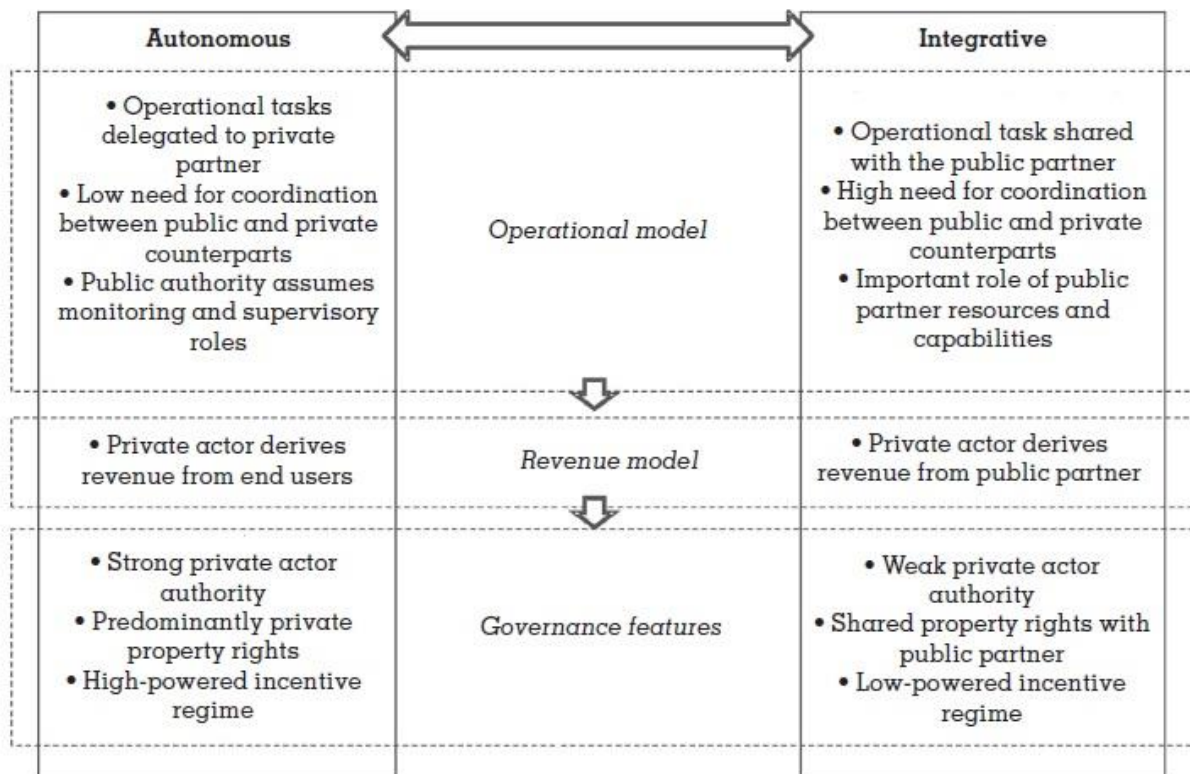 Autonomous
Integrative
• Operational tasks
delegated to private
partner
• Low need for coordination
between public and private
counterparts
• Public authority assumes
monitoring and supervisory
roles
Operational model
• Operational task shared
with the public partner
• High need for coordination
between public and private
counterparts
• Important role of public
partner resources and
capabilities
• Private actor derives
revenue from end users
Revenue model
• Private actor derives
revenue from public partner
• Strong private actor
authority
• Predominantly private
property rights
• High-powered incentive
regime
Governance features
• Weak private actor
authority
• Shared property rights with
public partner
• Low-powered incentive
regime